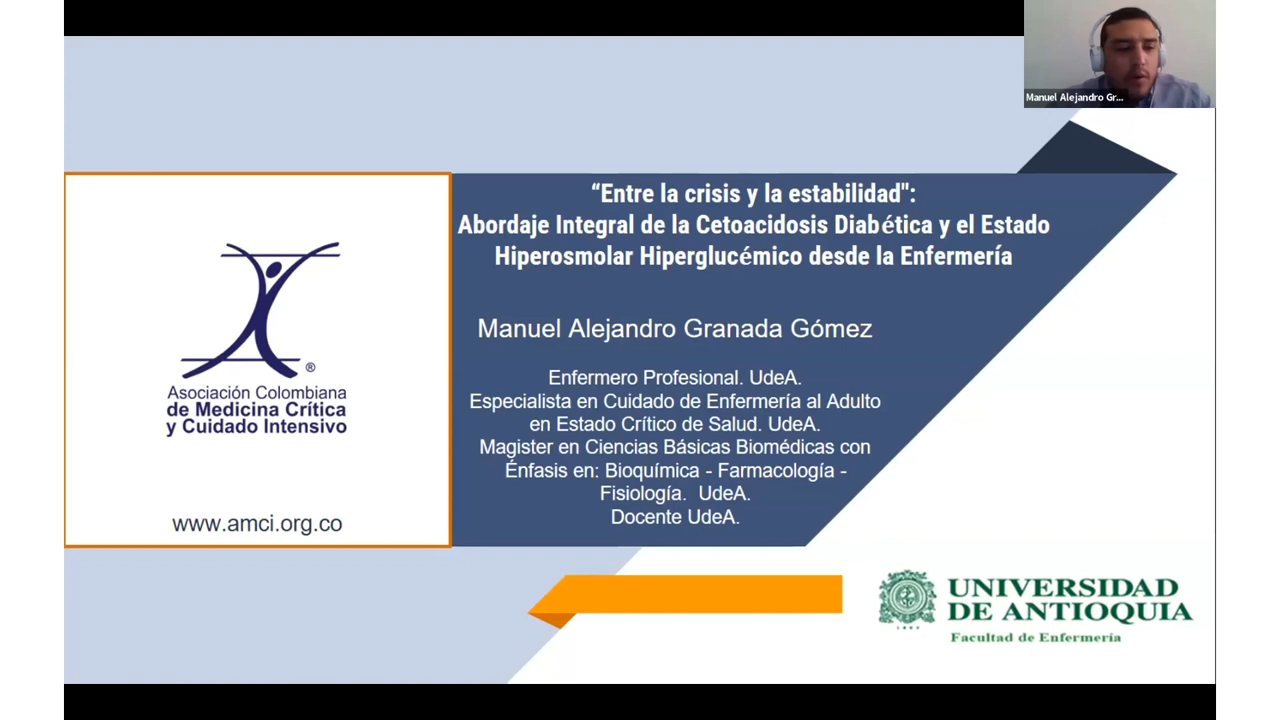 Manuel Alejandro Gr...
“Entre la crisis y la estabilidad":
Abordaje Integral de la Cetoacidosis Diabética y el Estado
Hiperosmolar Hiperglucémico desde la Enfermería
Manuel Alejandro Granada Gómez
Enfermero Profesional. UdeA.
Especialista en Cuidado de Enfermería al Adulto
en Estado Crítico de Salud. UdeA.
Magister en Ciencias Básicas Biomédicas con
Énfasis en: Bioquímica - Farmacología -
Fisiología. UdeA.
Docente UdeA.
®
Asociación Colombiana
de Medicina Crítica
y Cuidado Intensivo
www.amci.org.co
UNIVERSIDAD
DE ANTIOQUIA
Facultad de Enfermería